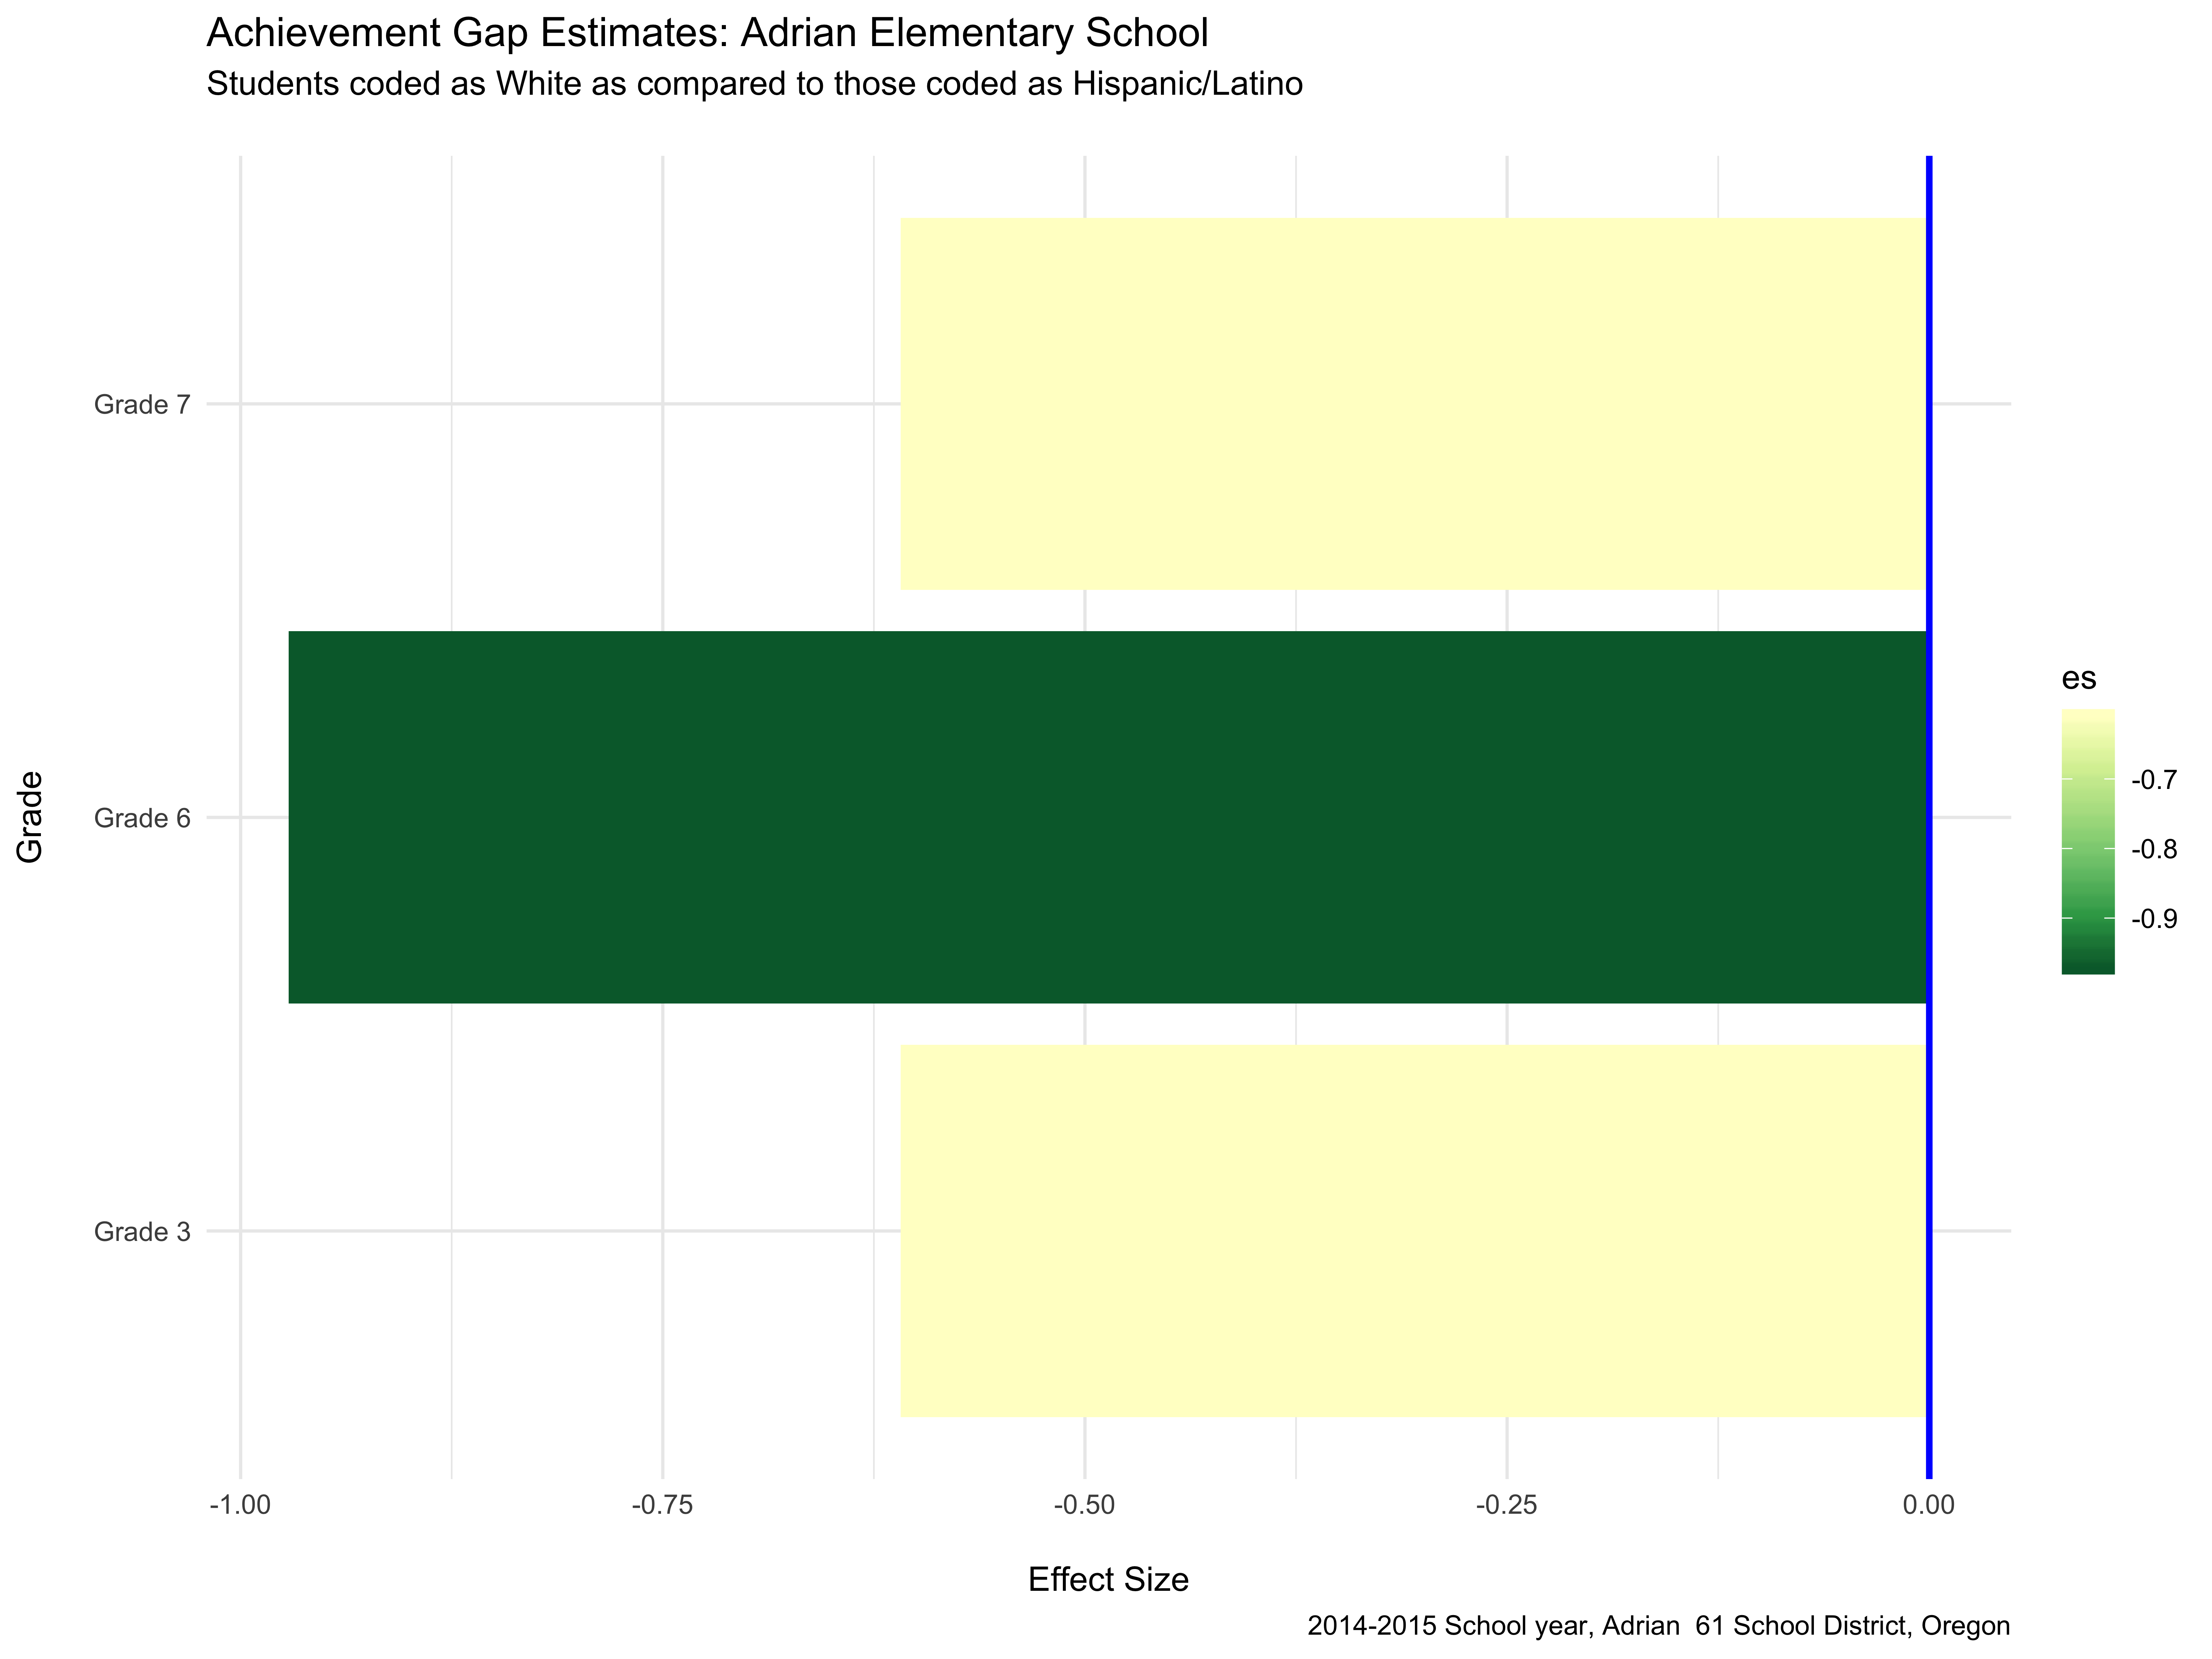 Achievement Gap Estimates: Adrian Elementary School
Students coded as White as compared to those coded as Hispanic/Latino
Grade
Grade 7
Grade 6
Grade 3
es
-0.7
-0.8
-0.9
-1.00 -0.75 -0.50 -0.25 0.00
Effect Size
2014-2015 School year, Adrian  61 School District, Oregon